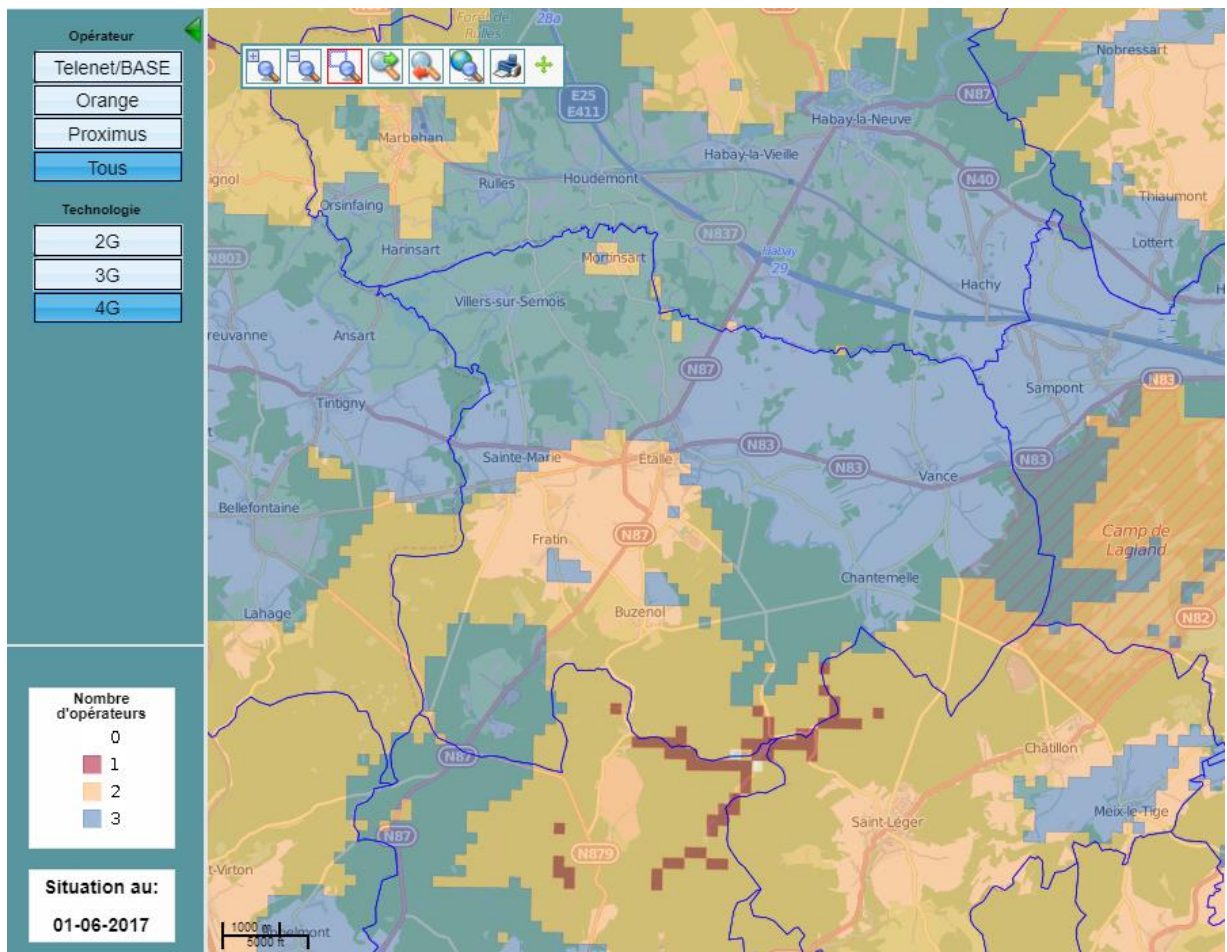 Opérateur
Telenet/BASE
Orange
Proximus
Tous
Technologie
2G
3G
4G
Nombre
d'opérateurs
0
1
2
3
Situation au:
01-06-2017
Forêt de
Rulles
28a
E25
E411
N87
Nobressart
Marbehan
Habay-la-Neuve
Habay-la-Vieille
Rulles
Houdemont
N40
Thiaumont
Orsinfaing
Harinsart
N801
N837
Habay
29
Lottert
Mortinsart
Villers-sur-Semois
Hachy
Ansart
N87
Sampont
N83
Tintigny
Sainte-Marie
Étalle
N83
N83
N83
Vance
Bellefontaine
Fratin
N87
Camp de
Lagland
Chantemelle
Lahage
Buzenol
N82
N87
Châtillon
Meix-le-Tige
Saint-Léger
N87
N879
t-Virton
1000 m
5000 ft